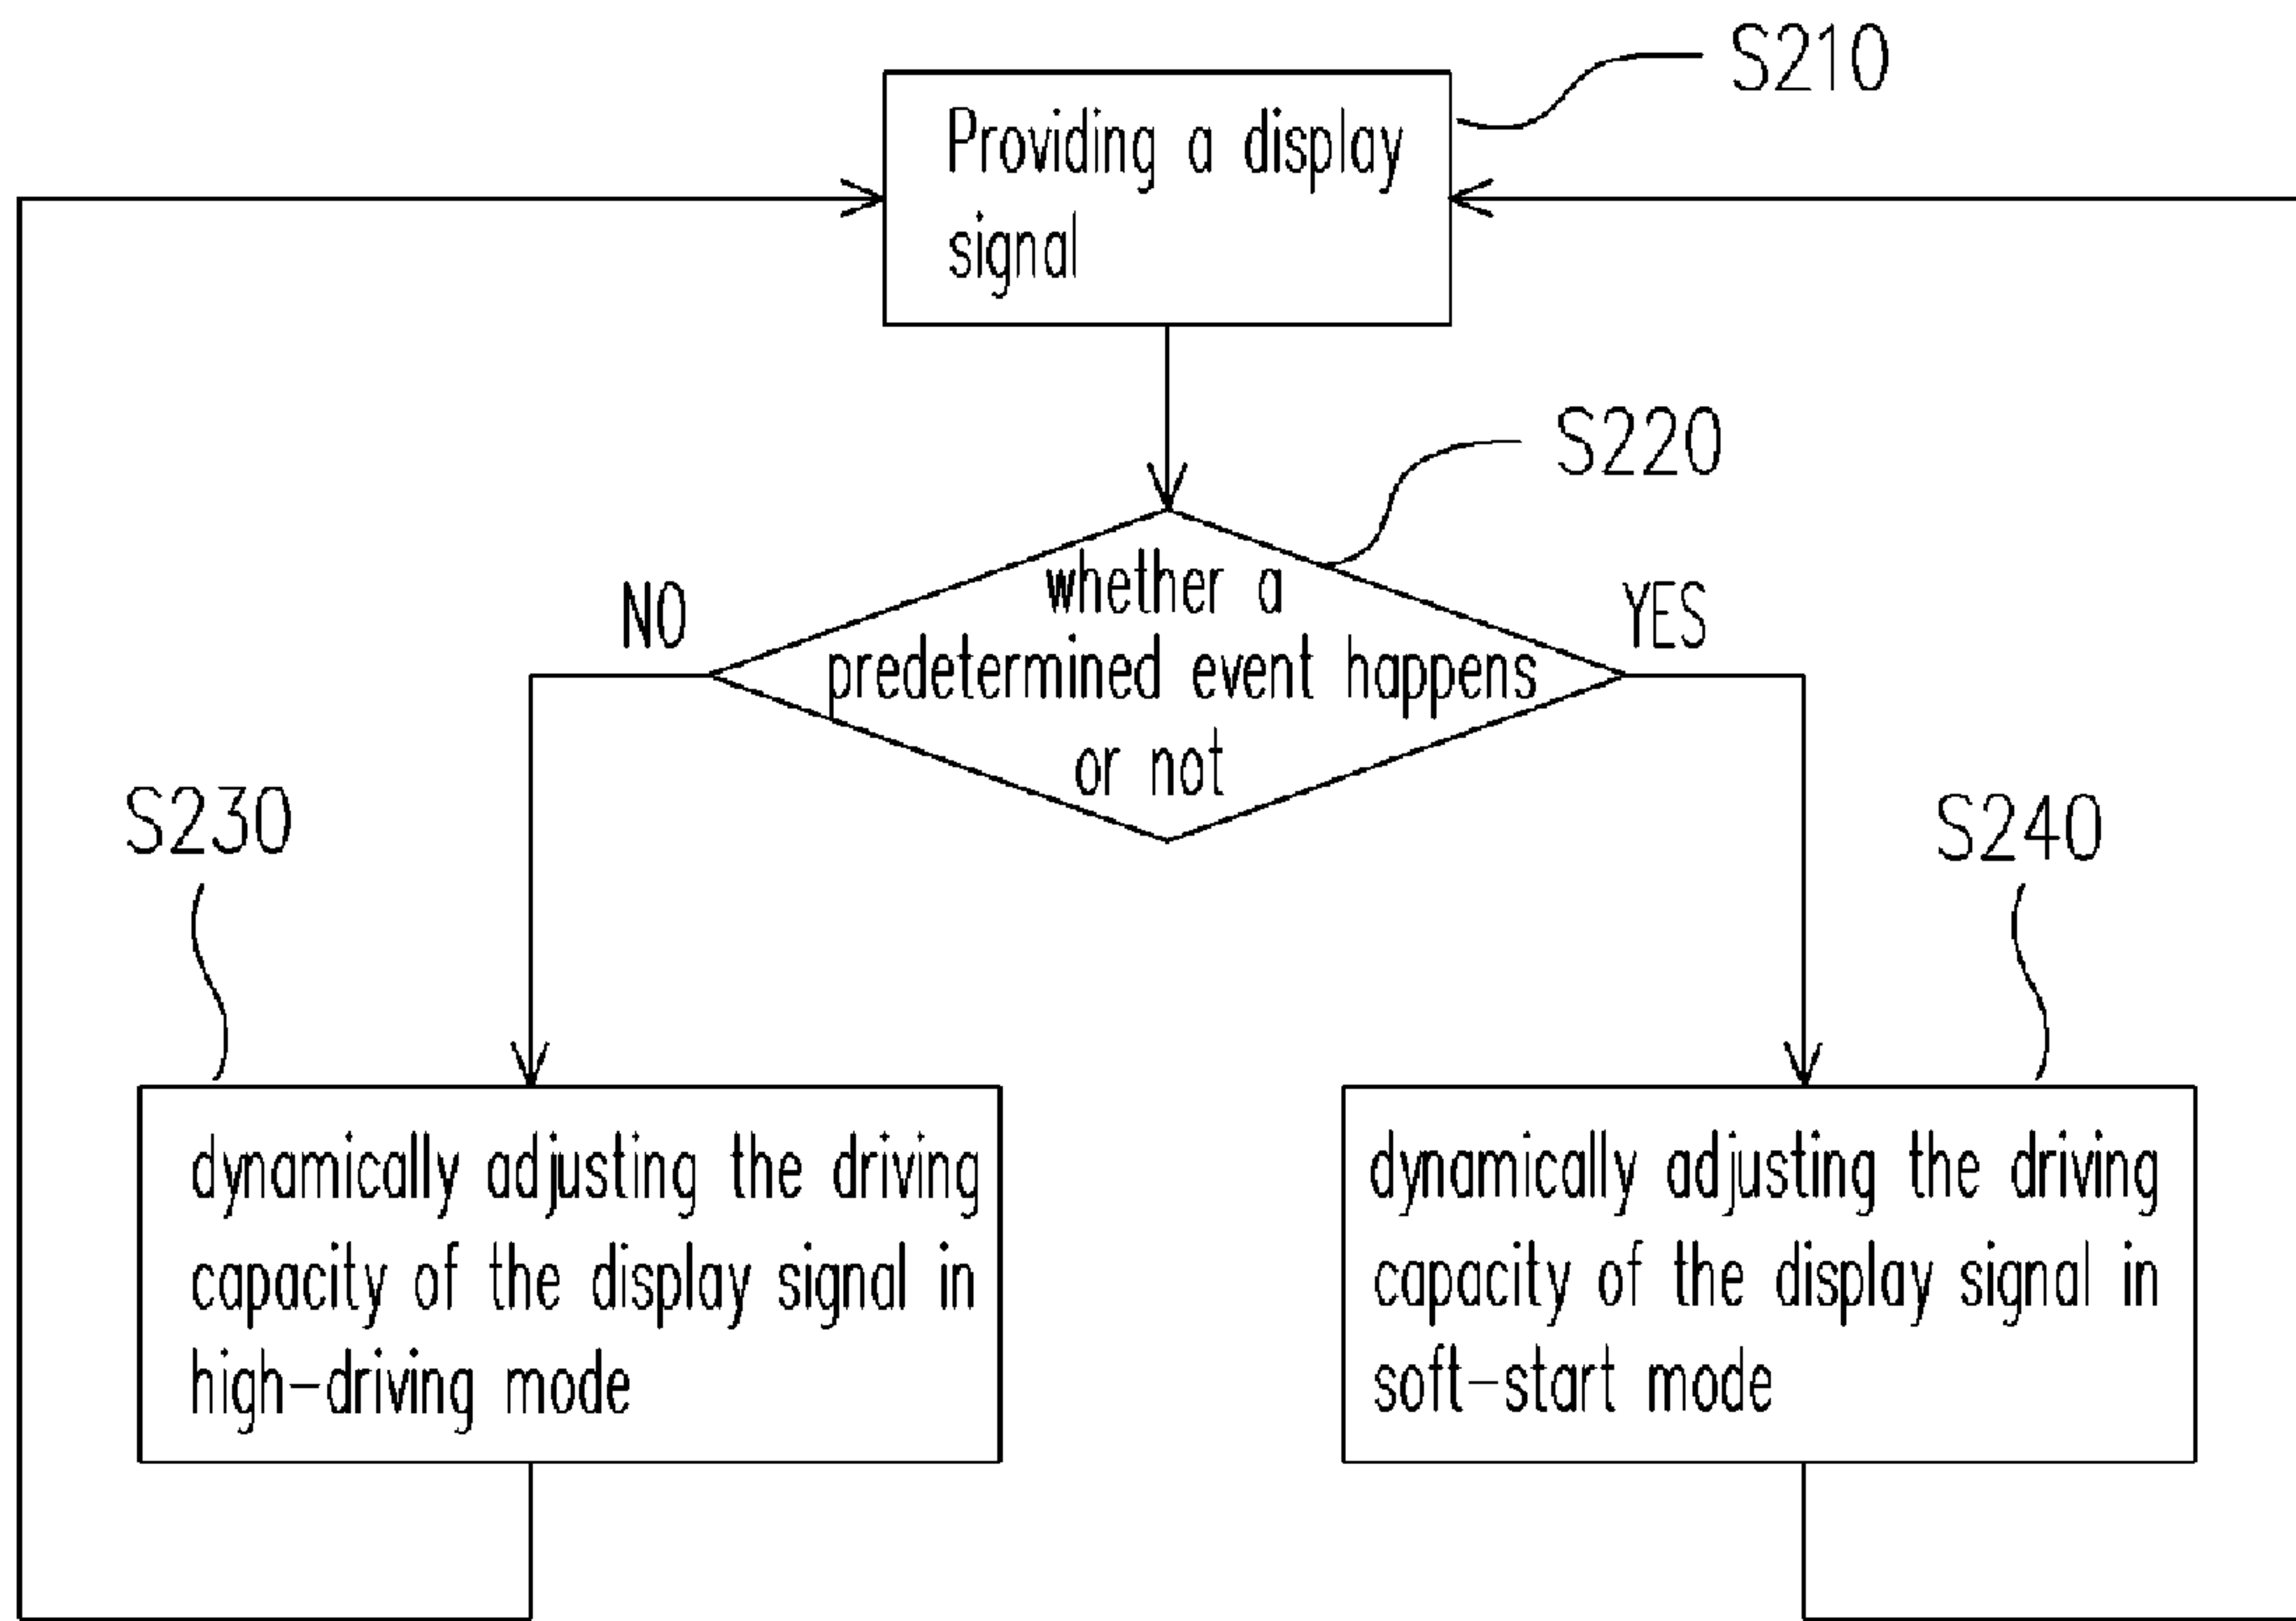 S210
Providing a display
signal
S220
whether a
predetermined event happens
or not
NO
YES
S230
S240
dynamically adjusting the driving
capacity of the display signal in
high-driving mode
dynamically adjusting the driving
capacity of the display signal in
soft-start mode